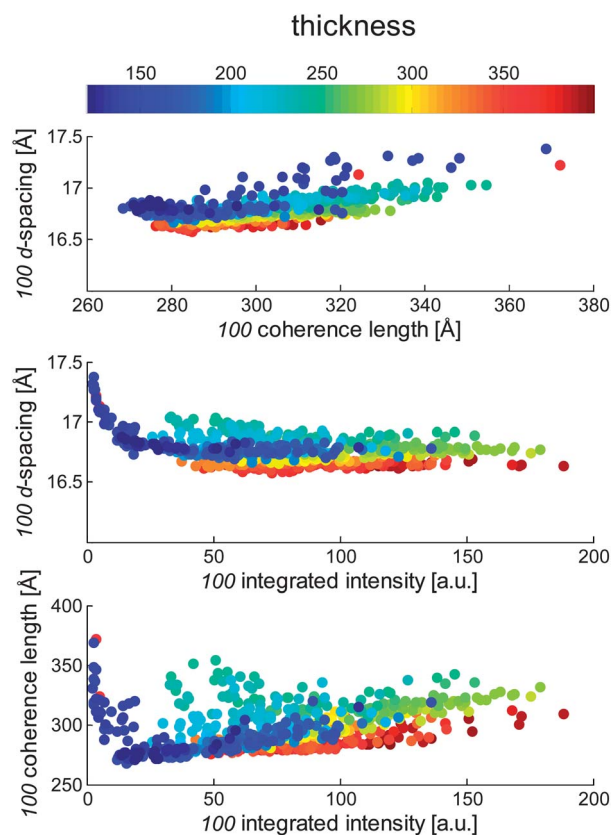 thickness
150 200 250 300 350
17.5
17
16.5
100 d-spacing [Å]
260 280 300 320 340 360 380
100 coherence length [Å]
17.5
17
16.5
100 d-spacing [Å]
0 50 100 150 200
100 integrated intensity [a.u.]
400
350
300
250
100 coherence length [Å]
0 50 100 150 200
100 integrated intensity [a.u.]